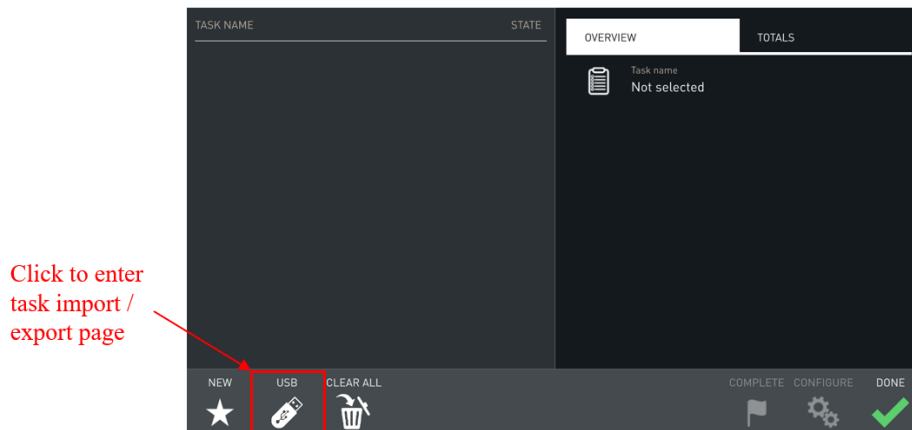 TASK NAME STATE
OVERVIEW TOTALS
Task name
Not selected
Click to enter
task import /
export page
NEW USB CLEAR ALL COMPLETE CONFIGURE DONE